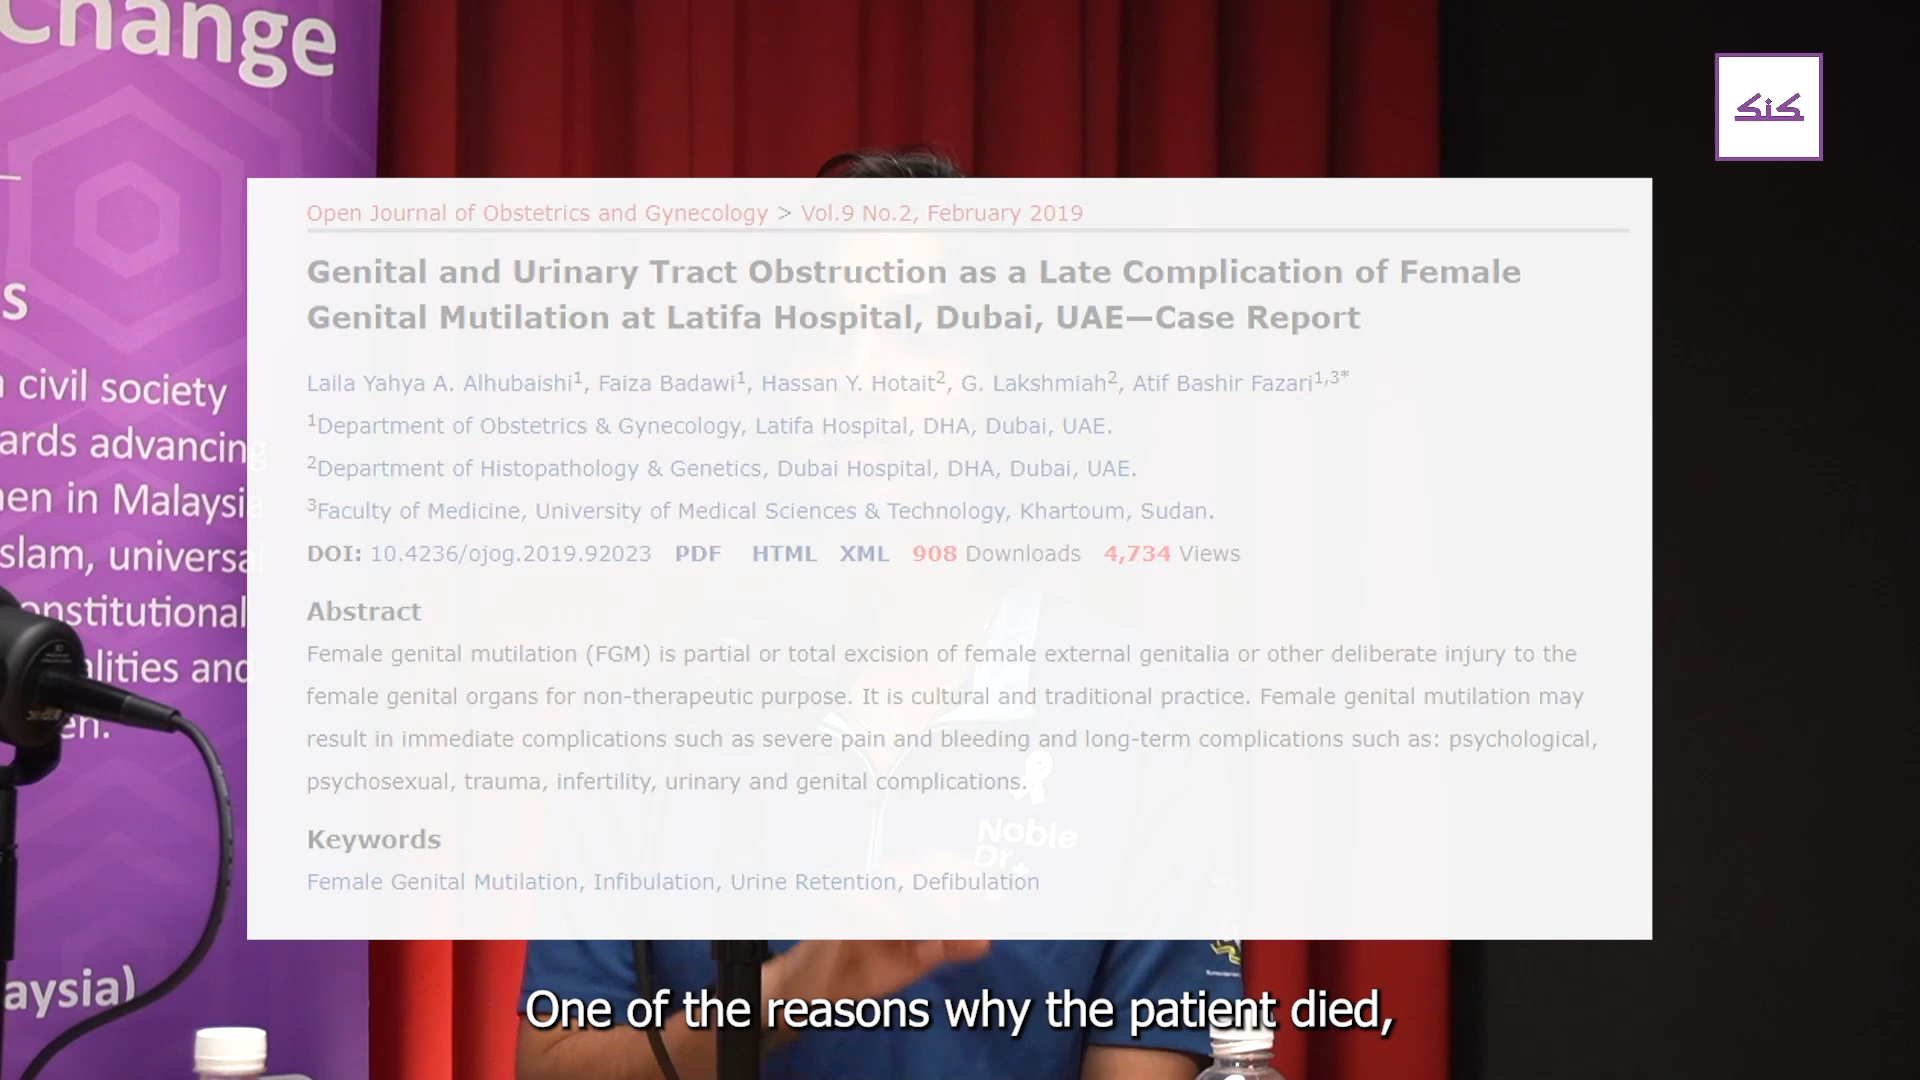 Change
s
civil society
ards advancing
en in Malaysia
slam, universal
onstitutional
alities and
en.
aysia)
sis
Open Journal of Obstetrics and Gynecology > Vol.9 No.2, February 2019
Genital and Urinary Tract Obstruction as a Late Complication of Female
Genital Mutilation at Latifa Hospital, Dubai, UAE—Case Report
Laila Yahya A. Alhubaishi1, Faiza Badawi1, Hassan Y. Hotait2, G. Lakshmiah2, Atif Bashir Fazari1,3*
1Department of Obstetrics & Gynecology, Latifa Hospital, DHA, Dubai, UAE.
2Department of Histopathology & Genetics, Dubai Hospital, DHA, Dubai, UAE.
3Faculty of Medicine, University of Medical Sciences & Technology, Khartoum, Sudan.
DOI: 10.4236/ojog.2019.92023 PDF HTML XML 908 Downloads 4,734 Views
Abstract
Female genital mutilation (FGM) is partial or total excision of female external genitalia or other deliberate injury to the
female genital organs for non-therapeutic purpose. It is cultural and traditional practice. Female genital mutilation may
result in immediate complications such as severe pain and bleeding and long-term complications such as: psychological,
psychosexual, trauma, infertility, urinary and genital complications.
Keywords
Female Genital Mutilation, Infibulation, Urine Retention, Defibulation
Noble
Dr+
One of the reasons why the patient died,